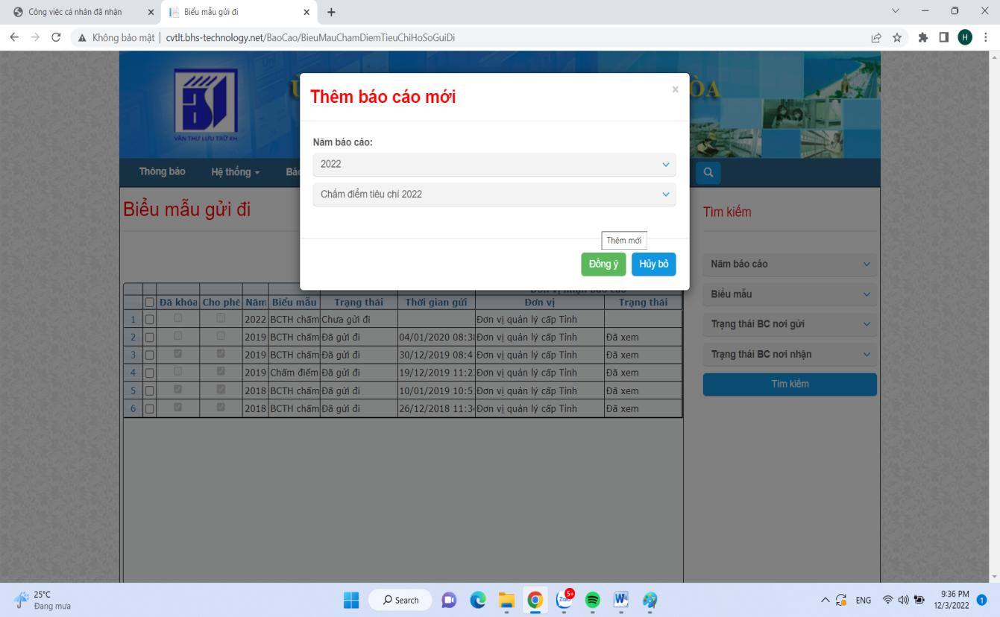 Công việc cá nhân đã nhận
Biểu mẫu gửi đi
Không bảo mật | cvtlt.bhs-technology.net/BaoCao/BieuMauChamDiemTieuChiHoSoGuiDi
H
VĂN THƯ LƯU TRỮ KH
ÒA
Thêm báo cáo mới
×
Năm báo cáo:
2022
Chấm điểm tiêu chí 2022
Thêm mới
Đồng ý Hủy bỏ
Thông báo Hệ thống
Biểu mẫu gửi đi
Đơn vị nhận báo cáo
Đã khóa Cho phé Năm Biểu mẫu Trạng thái Thời gian gửi Đơn vị Trạng thái
1 2022 BCTH chấm Chưa gửi đi Đơn vị quản lý cấp Tỉnh
2 2019 BCTH chấm Đã gửi đi 04/01/2020 08:3 Đơn vị quản lý cấp Tỉnh Đã xem
3 2019 BCTH chấm Đã gửi đi 30/12/2019 08:4 Đơn vị quản lý cấp Tỉnh Đã xem
4 2019 Chấm điểm Đã gửi đi 19/12/2019 11:2 Đơn vị quản lý cấp Tỉnh Đã xem
5 2018 BCTH chấm Đã gửi đi 10/01/2019 10:5 Đơn vị quản lý cấp Tỉnh Đã xem
6 2018 BCTH chấm Đã gửi đi 26/12/2018 11:3 Đơn vị quản lý cấp Tỉnh Đã xem
Tìm kiếm
Năm báo cáo
Biểu mẫu
Trạng thái BC nơi gửi
Trạng thái BC nơi nhận
Tìm kiếm
25°C
Đang mưa
Search
Zalo
5+
W
ENG
9:36 PM
12/3/2022
1